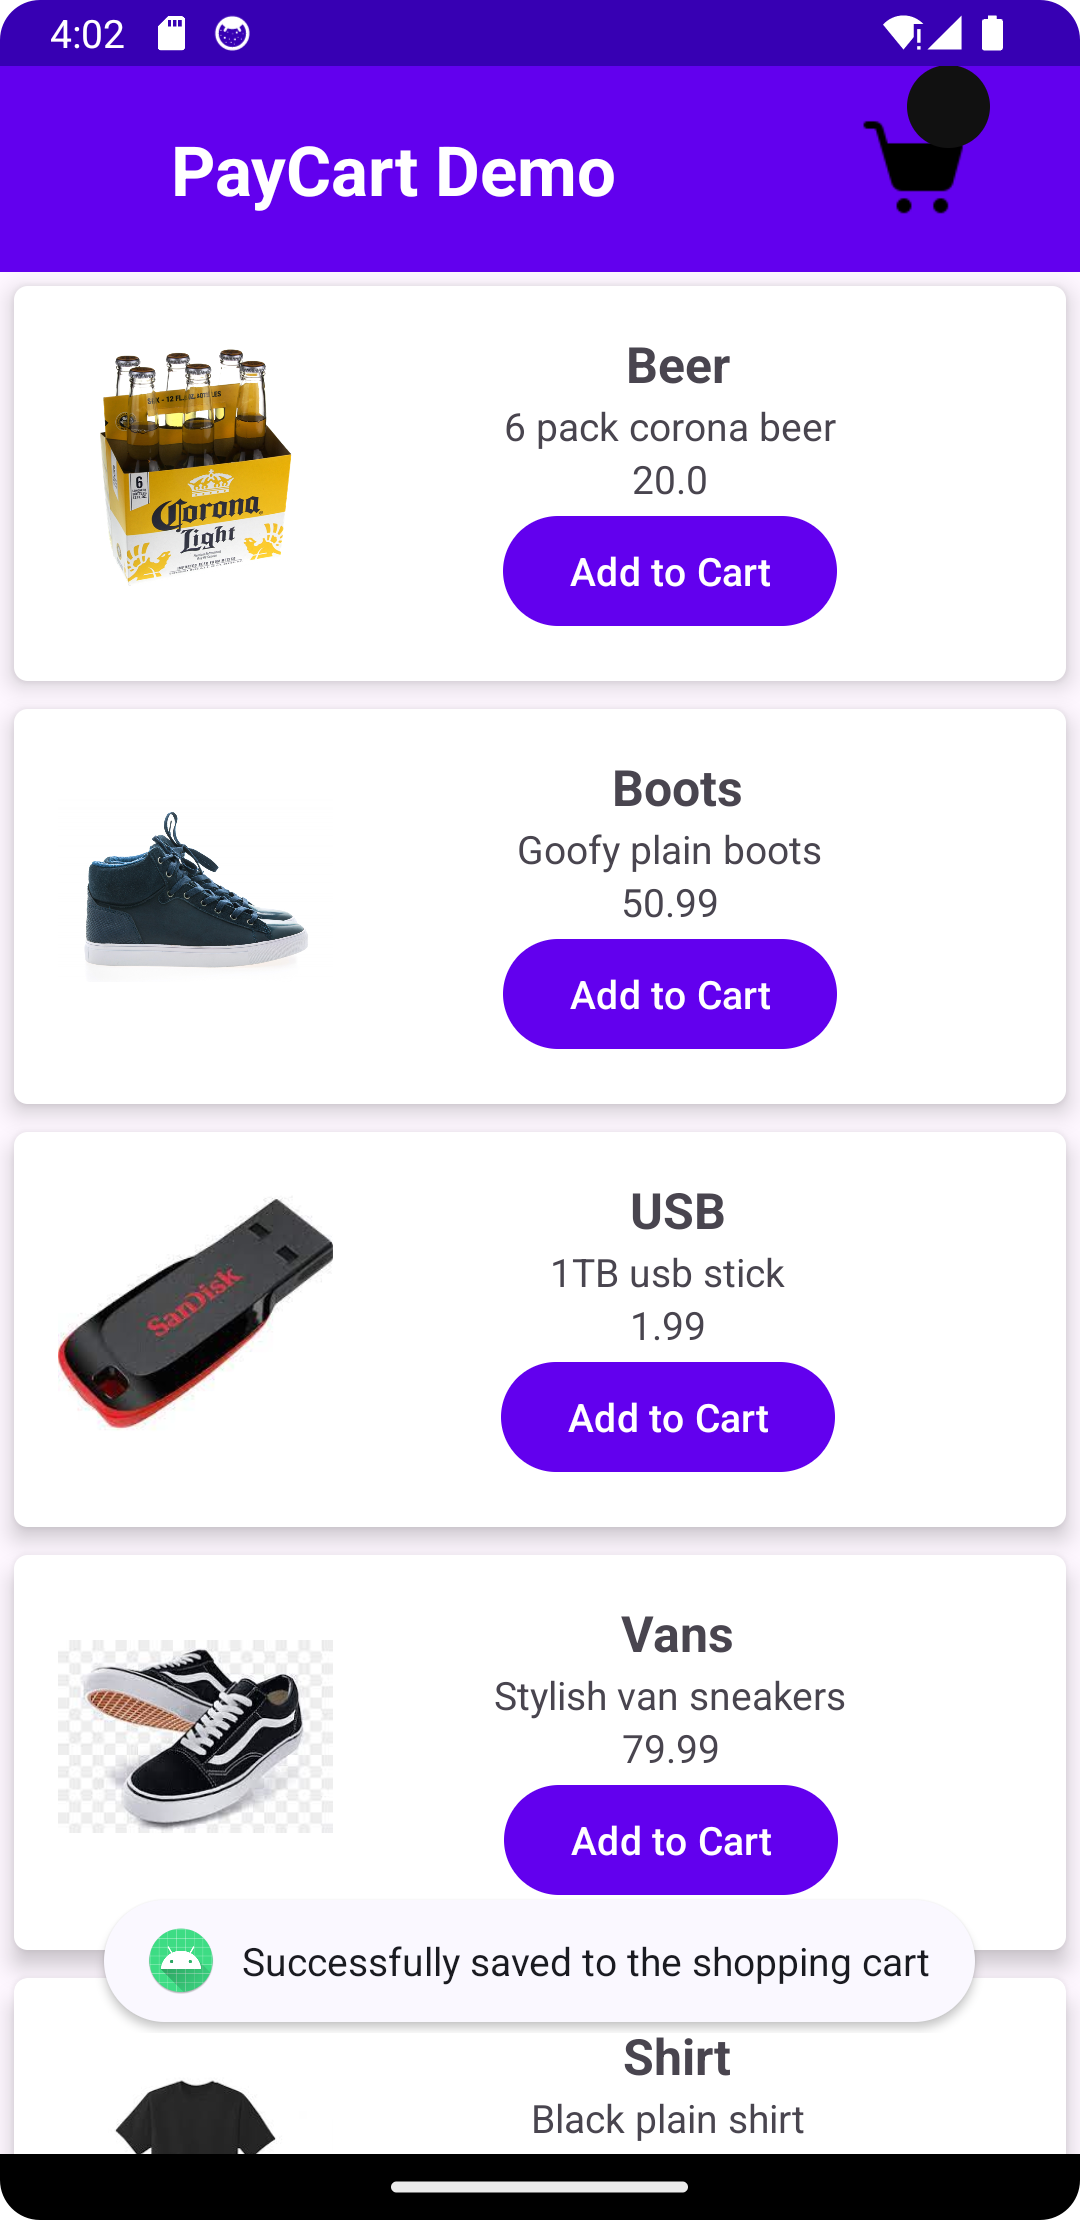 4:02
PayCart Demo
Beer
6 pack corona beer
20.0
Add to Cart
6
Corona
Light
Boots
Goofy plain boots
50.99
Add to Cart
USB
1TB usb stick
1.99
Add to Cart
SanDisk
Vans
Stylish van sneakers
79.99
Add to Cart
Successfully saved to the shopping cart
Shirt
Black plain shirt